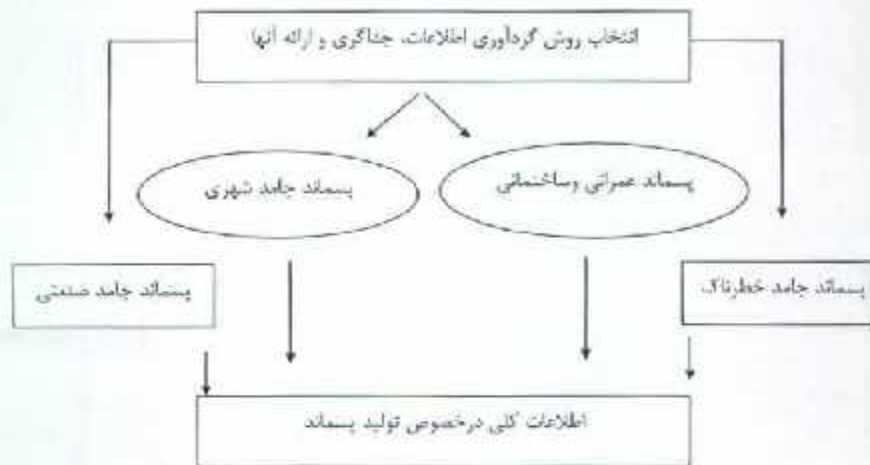 انتخاب روش گردآوری اطلاعات، جداگری و ارائه آنها
پسماند عمرانی وساختمانی
پسماند جامد شهری
پسماند جامد خطرناک
پسماند جامد صنعتی
اطلاعات کلی درخصوص تولید پسماند